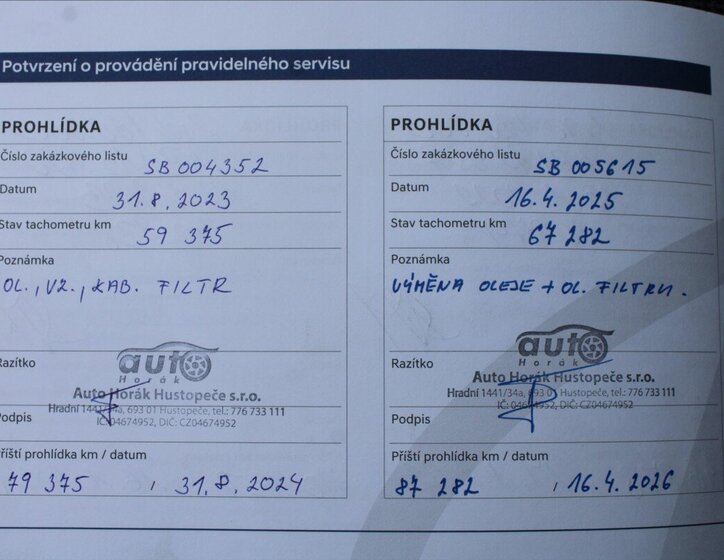 Potvrzení o provádění pravidelného servisu
PROHLÍDKA
Číslo zakázkového listu SB 004352
Datum 31.8.2023
Stav tachometru km 59 375
Poznámka
OL., VZ., KAB. FILTR
Razítko
auto
Horák
Auto Horák Hustopeče s.r.o.
Hradní 1441/34a, 693 01 Hustopeče, tel.: 776 733 111
IČ: 04674952, DIČ: CZ04674952
Podpis
Příští prohlídka km / datum
79 375 / 31.8.2024
PROHLÍDKA
Číslo zakázkového listu SB 005615
Datum 16.4.2025
Stav tachometru km 67 282
Poznámka
VÝMĚNA OLEJE + OL. FILTRU.
Razítko
auto
Horák
Auto Horák Hustopeče s.r.o.
Hradní 1441/34a, 693 01 Hustopeče, tel.: 776 733 111
IČ: 04674952, DIČ: CZ04674952
Podpis
Příští prohlídka km / datum
87 282 / 16.4.2026